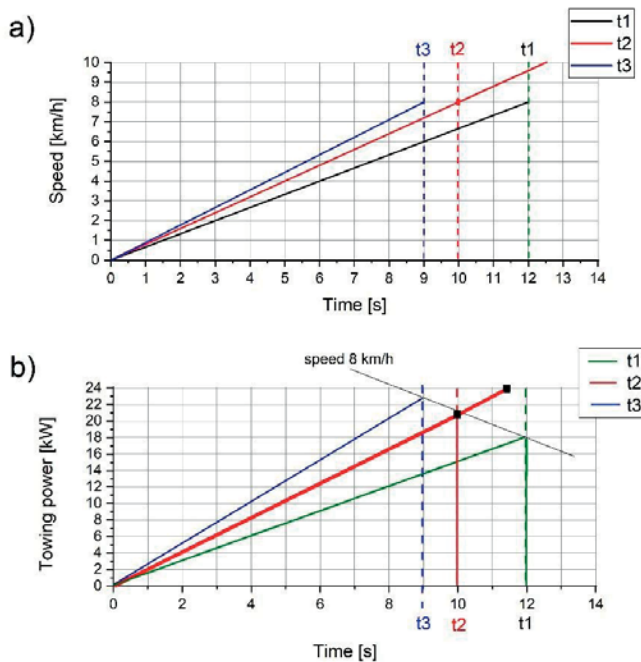 a)
t3 t2 t1
t1
t2
t3
10
9
8
7
6
5
4
3
2
1
0
Speed [km/h]
0 1 2 3 4 5 6 7 8 9 10 11 12 13 14
Time [s]
b)
speed 8 km/h
t1
t2
t3
24
22
20
18
16
14
12
10
8
6
4
2
0
Towing power [kW]
0 2 4 6 8 10 12 14
t3 t2 t1
Time [s]